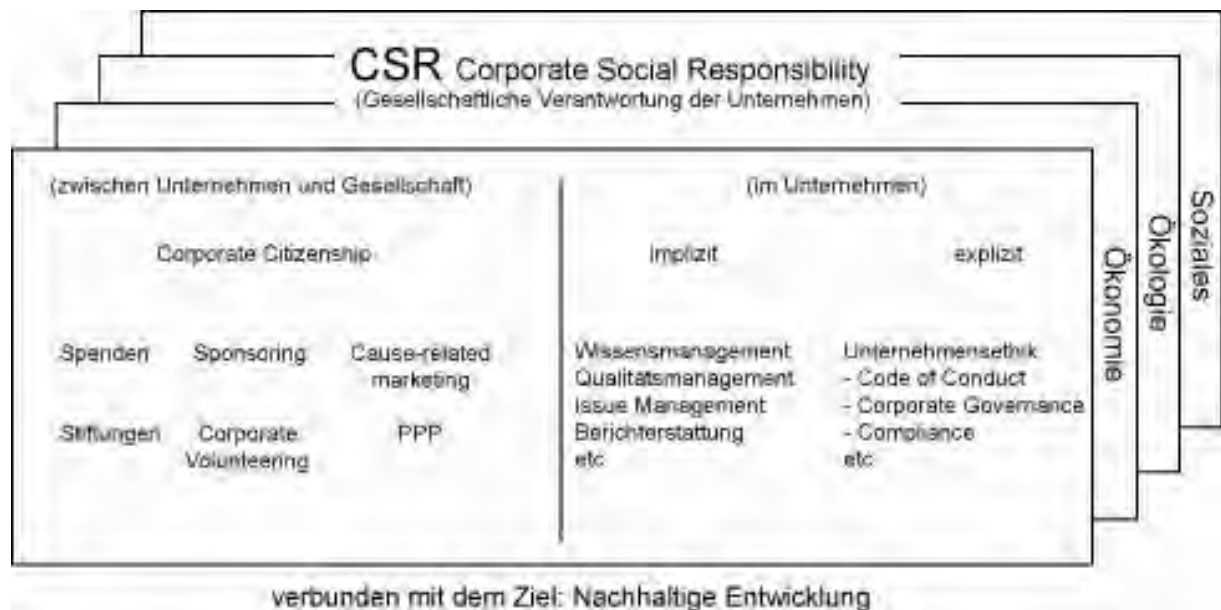 CSR Corporate Social Responsibility
(Gesellschaftliche Verantwortung der Unternehmen)
(zwischen Unternehmen und Gesellschaft)
Corporate Citizenship
Spenden Sponsoring Cause-related
marketing
Stiftungen Corporate
Volunteering
PPP
(im Unternehmen)
implizit
explizit
Wissensmanagement
Qualitätsmanagement
Issue Management
Berichterstattung
etc
Unternehmensethik
- Code of Conduct
- Corporate Governance
- Compliance
etc
Ökonomie
Ökologie
Soziales
verbunden mit dem Ziel: Nachhaltige Entwicklung